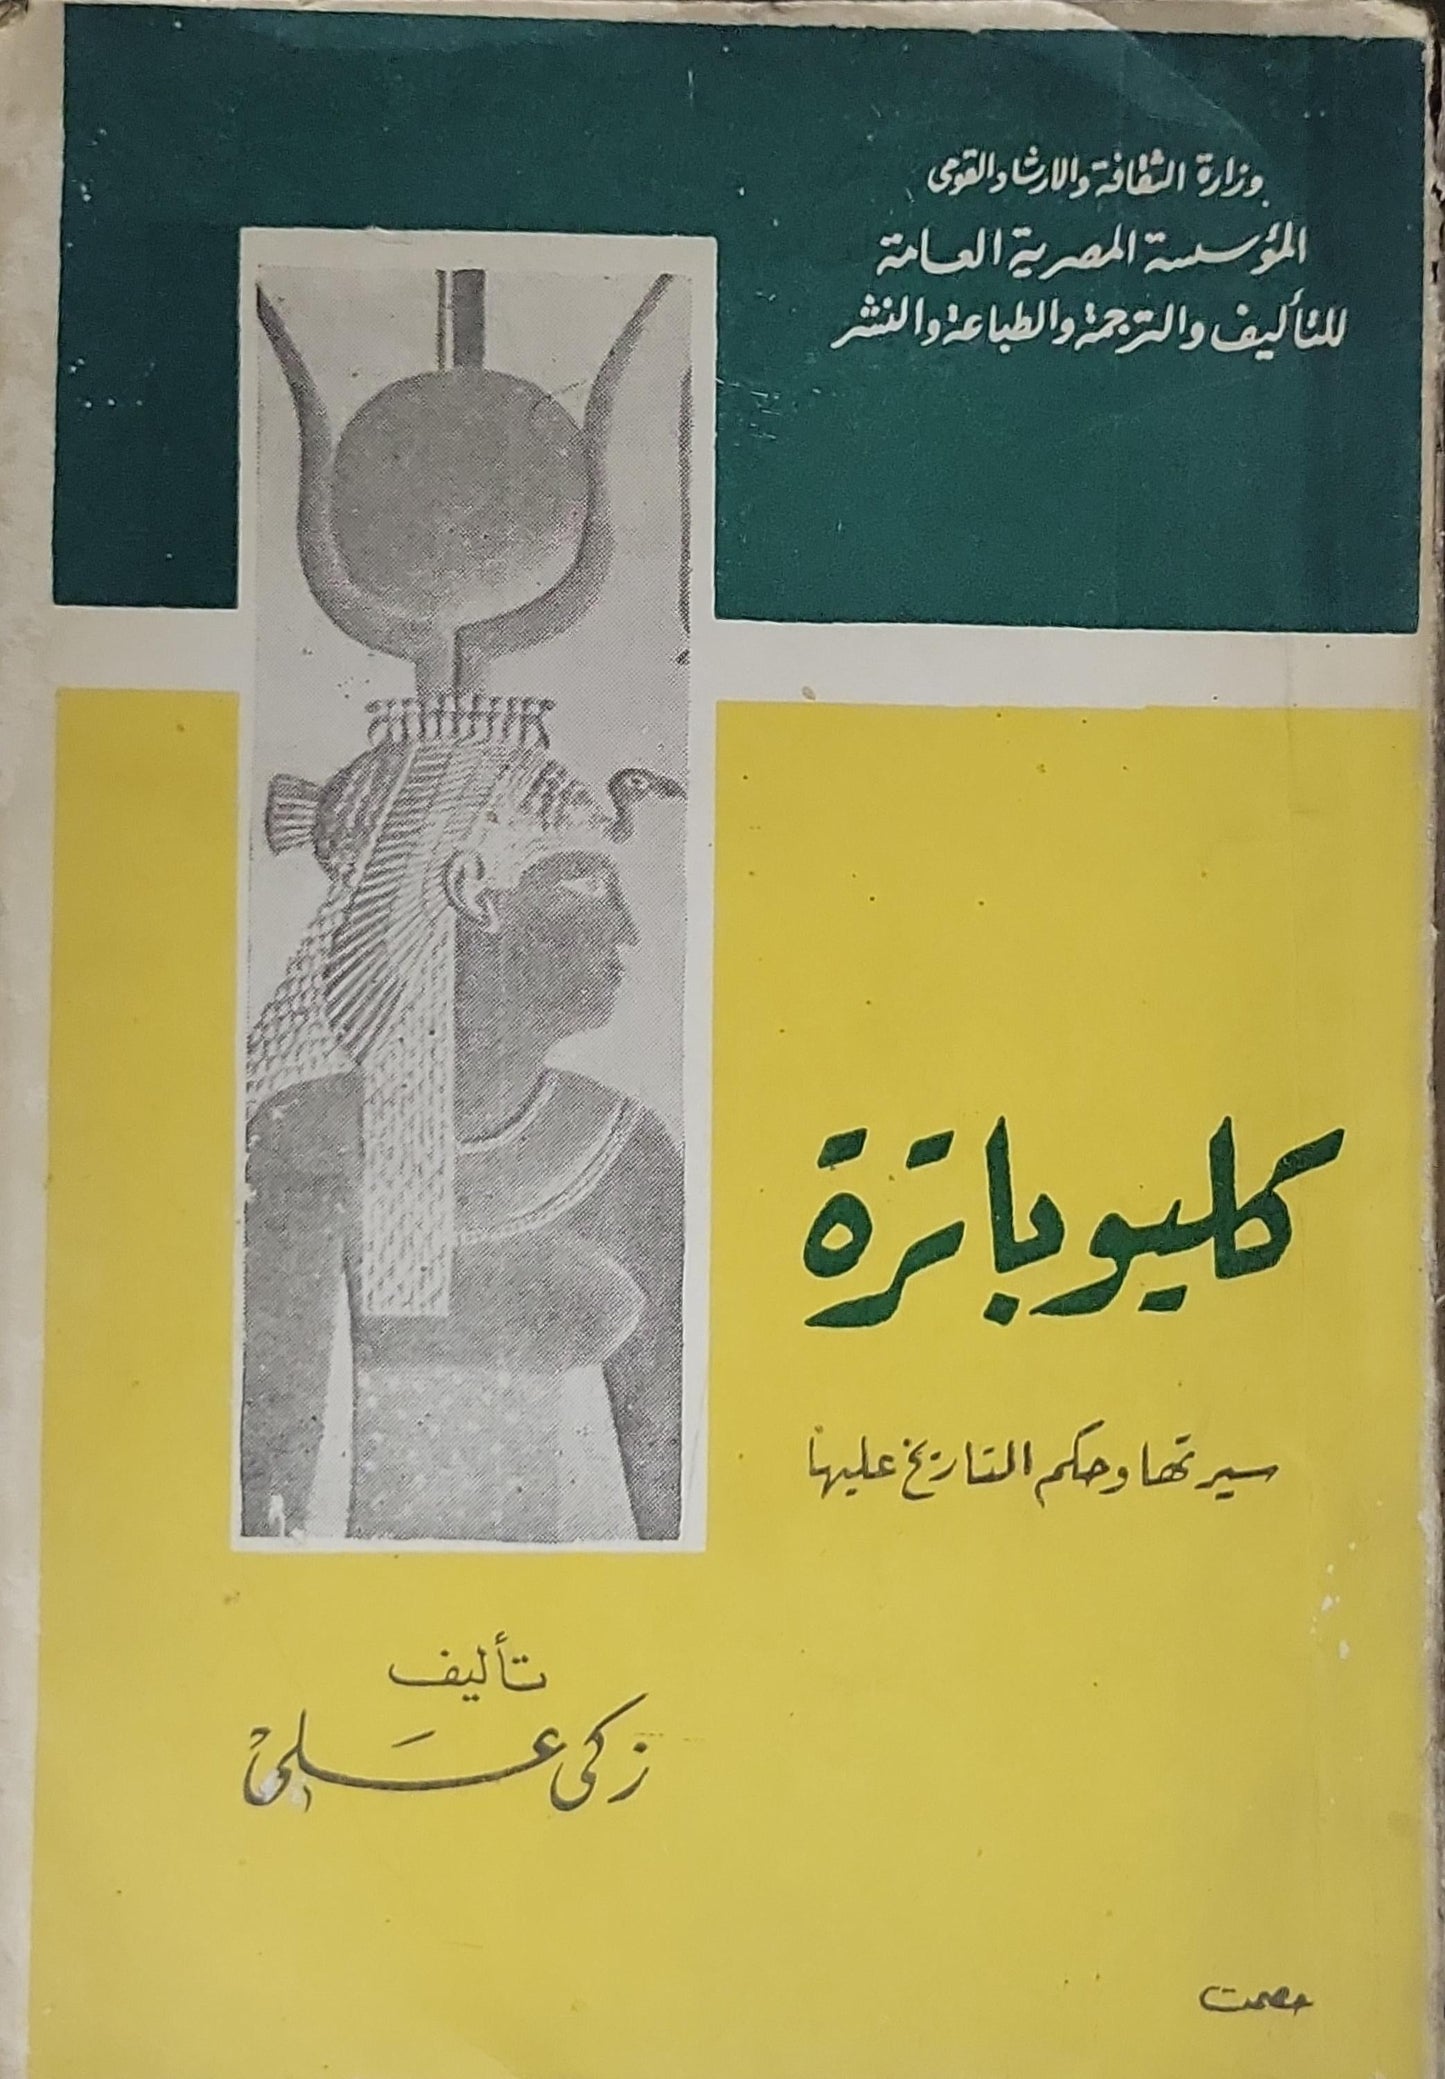 وزارة الثقافة والارشاد القومى
المؤسسة المصرية العامة
للتأليف والترجمة والطباعة والنشر
كليوباترة
سيرتها وحكم التاريخ عليها
تأليف
زكى على